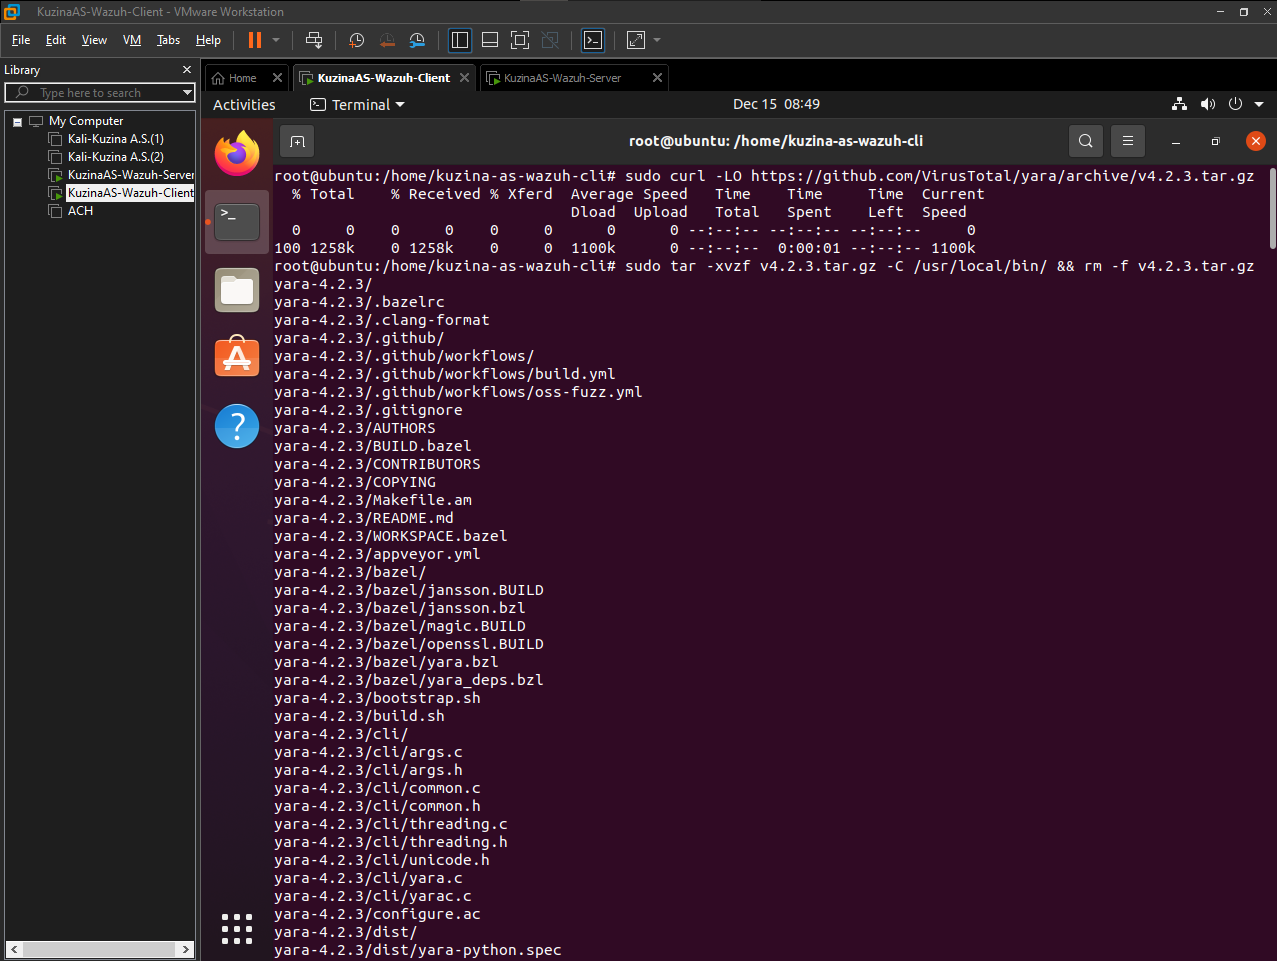 KuzinaAS-Wazuh-Client - VMware Workstation
File Edit View VM Tabs Help
Library
Type here to search
My Computer
Kali-Kuzina A.S.(1)
Kali-Kuzina A.S.(2)
KuzinaAS-Wazuh-Server
KuzinaAS-Wazuh-Client
ACH
Home KuzinaAS-Wazuh-Client KuzinaAS-Wazuh-Server
Activities Terminal Dec 15 08:49
root@ubuntu: /home/kuzina-as-wazuh-cli
root@ubuntu:/home/kuzina-as-wazuh-cli# sudo curl -LO https://github.com/VirusTotal/yara/archive/v4.2.3.tar.gz
  % Total    % Received % Xferd  Average Speed   Time    Time     Time  Current
                                 Dload  Upload   Total   Spent    Left  Speed
  0     0    0     0    0     0      0      0 --:--:-- --:--:-- --:--:--     0
100 1258k    0 1258k    0     0  1100k      0 --:--:--  0:00:01 --:--:-- 1100k
root@ubuntu:/home/kuzina-as-wazuh-cli# sudo tar -xvzf v4.2.3.tar.gz -C /usr/local/bin/ && rm -f v4.2.3.tar.gz
yara-4.2.3/
yara-4.2.3/.bazelrc
yara-4.2.3/.clang-format
yara-4.2.3/.github/
yara-4.2.3/.github/workflows/
yara-4.2.3/.github/workflows/build.yml
yara-4.2.3/.github/workflows/oss-fuzz.yml
yara-4.2.3/.gitignore
yara-4.2.3/AUTHORS
yara-4.2.3/BUILD.bazel
yara-4.2.3/CONTRIBUTORS
yara-4.2.3/COPYING
yara-4.2.3/Makefile.am
yara-4.2.3/README.md
yara-4.2.3/WORKSPACE.bazel
yara-4.2.3/appveyor.yml
yara-4.2.3/bazel/
yara-4.2.3/bazel/jansson.BUILD
yara-4.2.3/bazel/jansson.bzl
yara-4.2.3/bazel/magic.BUILD
yara-4.2.3/bazel/openssl.BUILD
yara-4.2.3/bazel/yara.bzl
yara-4.2.3/bazel/yara_deps.bzl
yara-4.2.3/bootstrap.sh
yara-4.2.3/build.sh
yara-4.2.3/cli/
yara-4.2.3/cli/args.c
yara-4.2.3/cli/args.h
yara-4.2.3/cli/common.c
yara-4.2.3/cli/common.h
yara-4.2.3/cli/threading.c
yara-4.2.3/cli/threading.h
yara-4.2.3/cli/unicode.h
yara-4.2.3/cli/yara.c
yara-4.2.3/cli/yarac.c
yara-4.2.3/configure.ac
yara-4.2.3/dist/
yara-4.2.3/dist/yara-python.spec